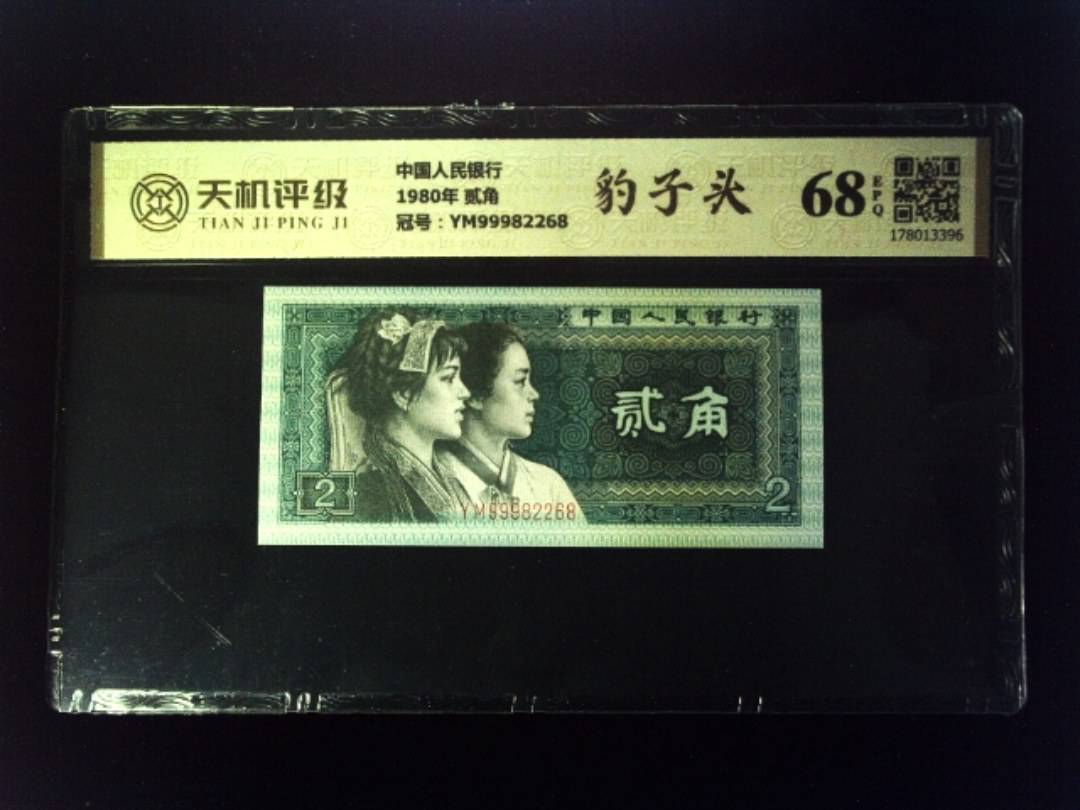 天机评级
TIAN JI PING JI
中国人民银行
1980年 贰角
冠号：YM99982268
豹子头
68
EPQ
178013396
中国人民银行
贰角
2
2
YM99982268